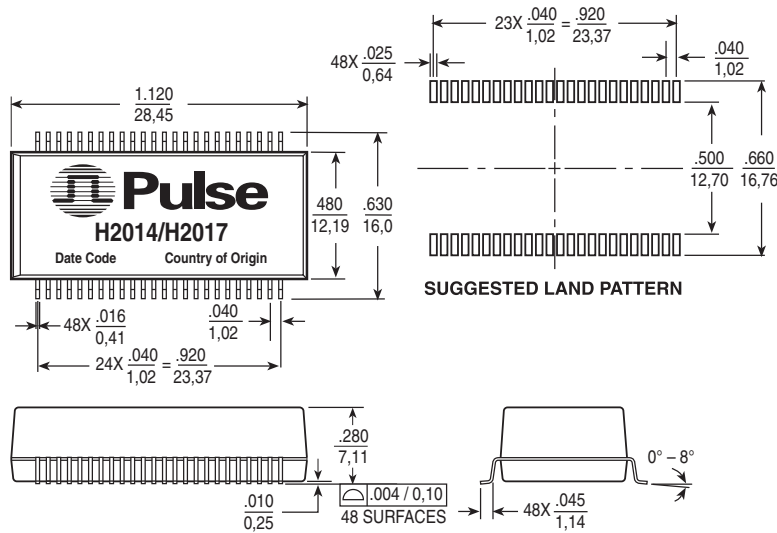 1.120
28,45
Pulse
H2014/H2017
Date Code Country of Origin
.480
12,19
.630
16,0
48X .016
0,41
.040
1,02
24X .040 = .920
1,02 23,37
23X .040 = .920
1,02 23,37
48X .025
0,64
.040
1,02
.500
12,70
.660
16,76
SUGGESTED LAND PATTERN
.280
7,11
.010
0,25
.004 / 0,10
48 SURFACES
0° – 8°
48X .045
1,14